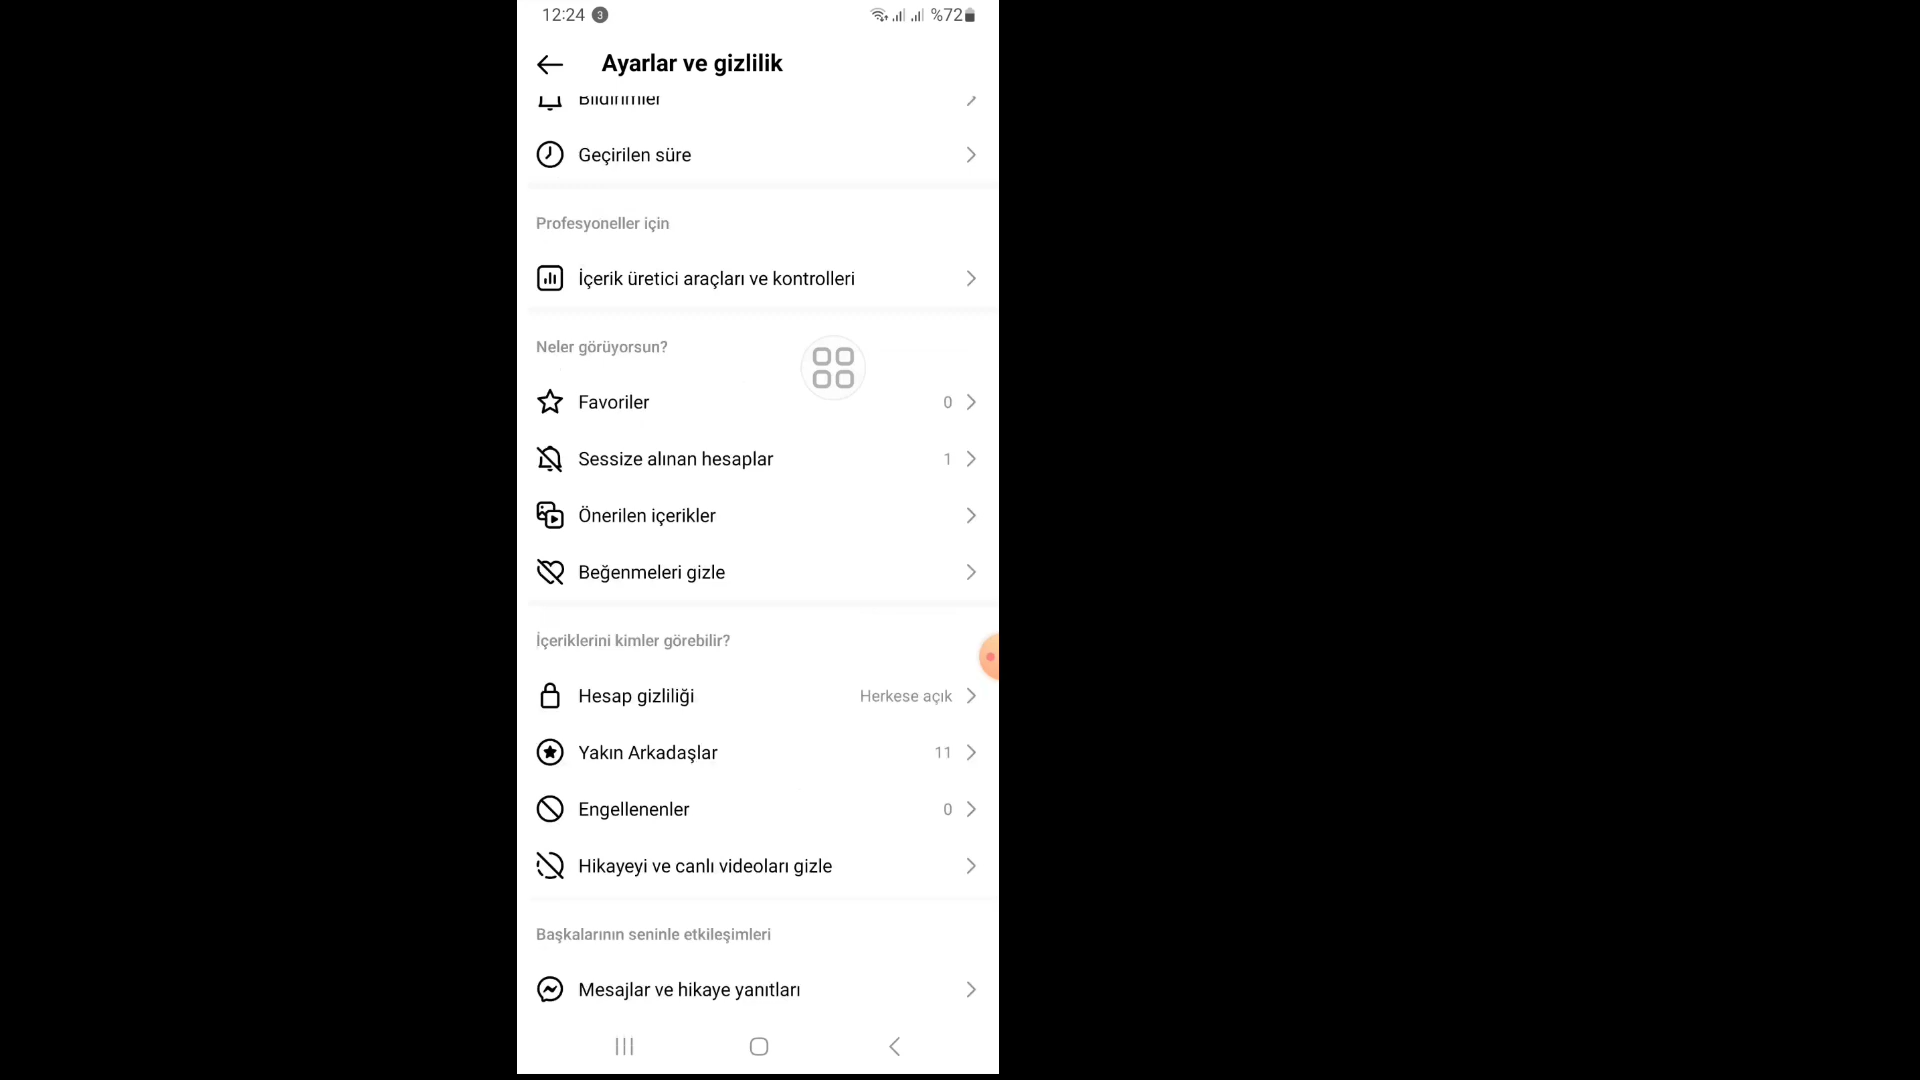 12:24 3 %72
Ayarlar ve gizlilik
Bildirimler
Geçirilen süre
Profesyoneller için
İçerik üretici araçları ve kontrolleri
Neler görüyorsun?
Favoriler 0
Sessize alınan hesaplar 1
Önerilen içerikler
Beğenmeleri gizle
İçeriklerini kimler görebilir?
Hesap gizliliği Herkese açık
Yakın Arkadaşlar 11
Engellenenler 0
Hikayeyi ve canlı videoları gizle
Başkalarının seninle etkileşimleri
Mesajlar ve hikaye yanıtları